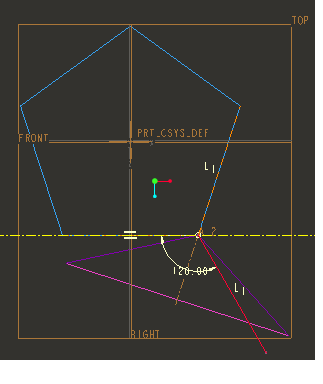 TOP
FRONT
PRT_CSYS_DEF
L1
2
120.00
L1
RIGHT